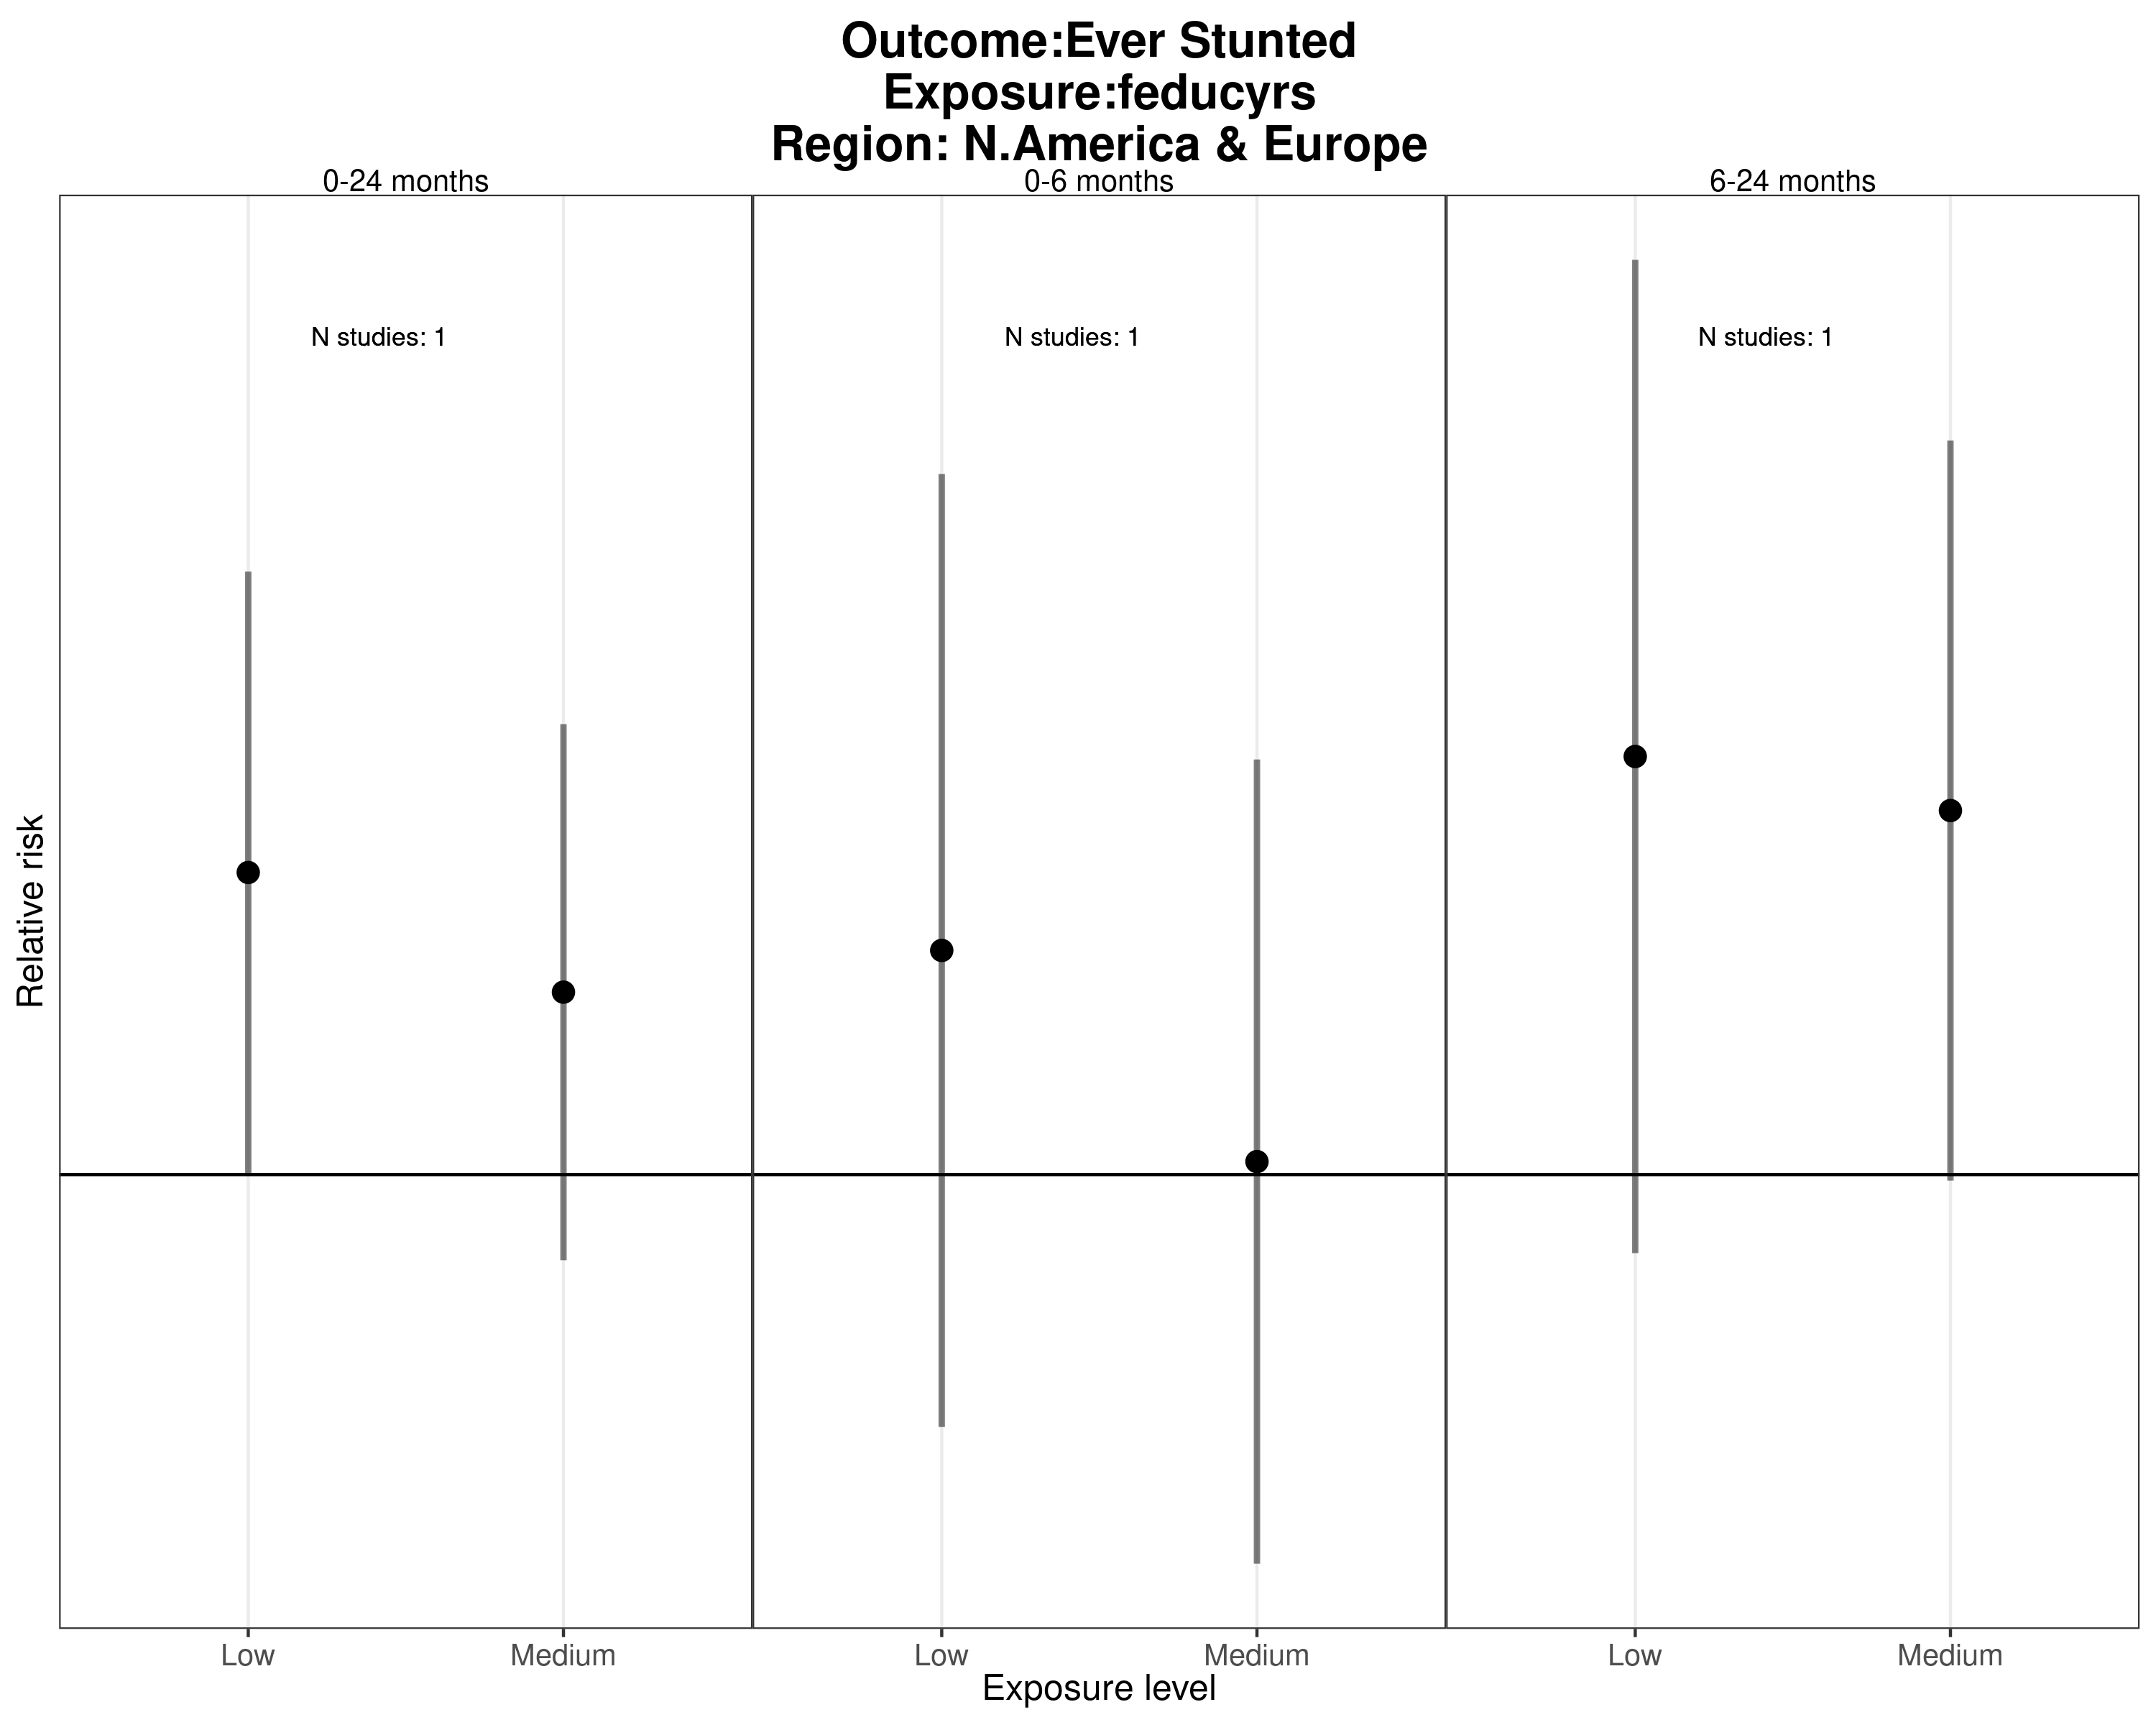 Outcome:Ever Stunted
Exposure:feducyrs
Region: N.America & Europe
0-24 months
0-6 months
6-24 months
N studies: 1
N studies: 1
N studies: 1
Relative risk
Low
Medium
Low
Medium
Low
Medium
Exposure level